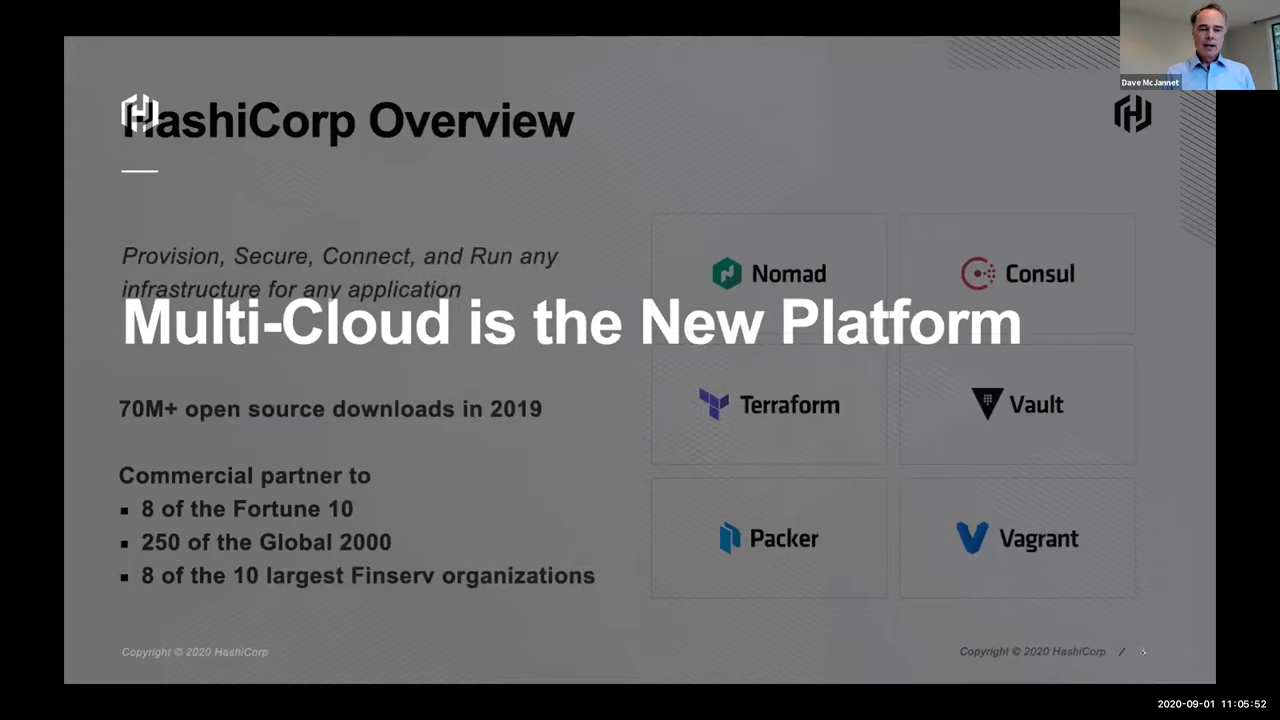 Dave McJannet
HashiCorp Overview
Provision, Secure, Connect, and Run any
infrastructure for any application
Multi-Cloud is the New Platform
70M+ open source downloads in 2019
Commercial partner to
▪ 8 of the Fortune 10
▪ 250 of the Global 2000
▪ 8 of the 10 largest Finserv organizations
Nomad
Consul
Terraform
Vault
Packer
Vagrant
Copyright © 2020 HashiCorp
Copyright © 2020 HashiCorp /
2020-09-01 11:05:52